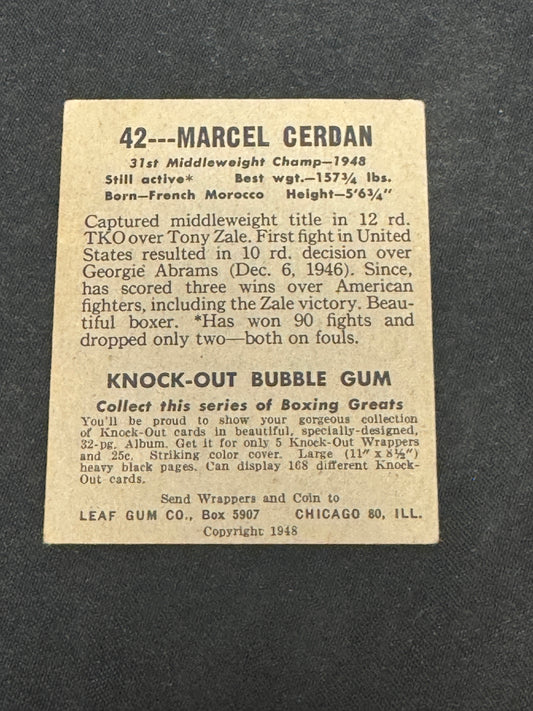 42---MARCEL CERDAN
31st Middleweight Champ—1948
Still active* Best wgt.—157¾ lbs.
Born—French Morocco Height—5'6¾"
Captured middleweight title in 12 rd.
TKO over Tony Zale. First fight in United
States resulted in 10 rd. decision over
Georgie Abrams (Dec. 6, 1946). Since,
has scored three wins over American
fighters, including the Zale victory. Beau-
tiful boxer. *Has won 90 fights and
dropped only two—both on fouls.
KNOCK-OUT BUBBLE GUM
Collect this series of Boxing Greats
You'll be proud to show your gorgeous collection
of Knock-Out cards in beautiful, specially-designed,
32-pg. Album. Get it for only 5 Knock-Out Wrappers
and 25c. Striking color cover. Large (11" x 8½")
heavy black pages. Can display 168 different Knock-
Out cards.
Send Wrappers and Coin to
LEAF GUM CO., Box 5907 CHICAGO 80, ILL.
Copyright 1948